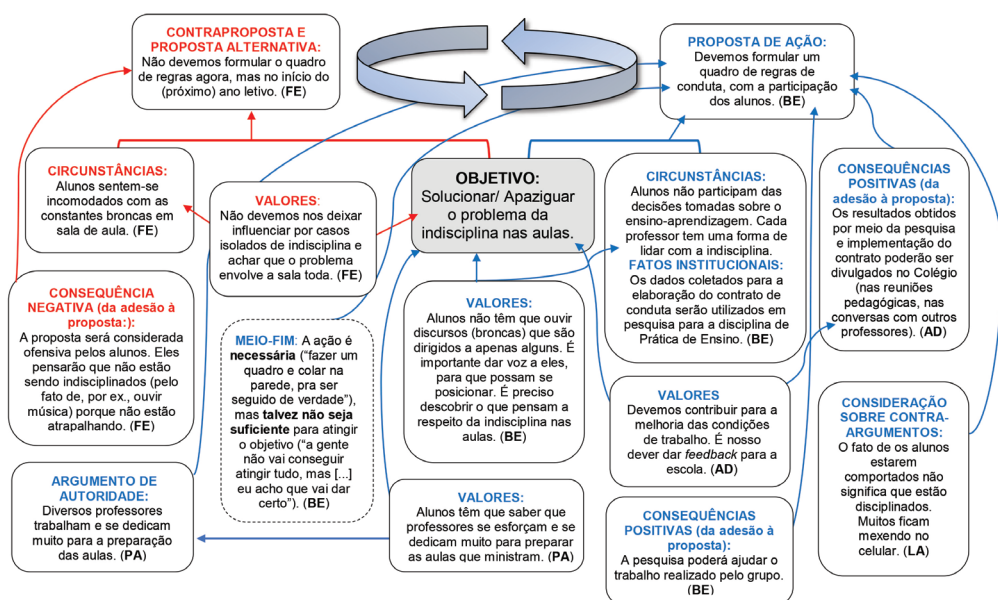 CONTRAPROPOSTA E
PROPOSTA ALTERNATIVA:
Não devemos formular o quadro
de regras agora, mas no início do
(próximo) ano letivo. (FE)
PROPOSTA DE AÇÃO:
Devemos formular um
quadro de regras de
conduta, com a participação
dos alunos. (BE)
CIRCUNSTÂNCIAS:
Alunos sentem-se
incomodados com as
constantes broncas em
sala de aula. (FE)
VALORES:
Não devemos nos deixar
influenciar por casos
isolados de indisciplina e
achar que o problema
envolve a sala toda. (FE)
OBJETIVO:
Solucionar/ Apaziguar
o problema da
indisciplina nas aulas.
CIRCUNSTÂNCIAS:
Alunos não participam das
decisões tomadas sobre o
ensino-aprendizagem. Cada
professor tem uma forma de
lidar com a indisciplina.
FATOS INSTITUCIONAIS:
Os dados coletados para a
elaboração do contrato de
conduta serão utilizados em
pesquisa para a disciplina de
Prática de Ensino. (BE)
CONSEQUÊNCIAS
POSITIVAS (da
adesão à proposta):
Os resultados obtidos
por meio da pesquisa
e implementação do
contrato poderão ser
divulgados no Colégio
(nas reuniões
pedagógicas, nas
conversas com outros
professores). (AD)
CONSEQUÊNCIA
NEGATIVA (da adesão à
proposta:):
A proposta será considerada
ofensiva pelos alunos. Eles
pensarão que não estão
sendo indisciplinados (pelo
fato de, por ex., ouvir
música) porque não estão
atrapalhando. (FE)
MEIO-FIM: A ação é
necessária (“fazer um
quadro e colar na
parede, pra ser
seguido de verdade”),
mas talvez não seja
suficiente para atingir
o objetivo (“a gente
não vai conseguir
atingir tudo, mas [...]
eu acho que vai dar
certo”). (BE)
VALORES:
Alunos não têm que ouvir
discursos (broncas) que são
dirigidos a apenas alguns. É
importante dar voz a eles,
para que possam se
posicionar. É preciso
descobrir o que pensam a
respeito da indisciplina nas
aulas. (BE)
VALORES
Devemos contribuir para a
melhoria das condições
de trabalho. É nosso
dever dar feedback para a
escola. (AD)
CONSIDERAÇÃO
SOBRE CONTRA-
ARGUMENTOS:
O fato de os alunos
estarem
comportados não
significa que estão
disciplinados.
Muitos ficam
mexendo no
celular. (LA)
ARGUMENTO DE
AUTORIDADE:
Diversos professores
trabalham e se dedicam
muito para a preparação
das aulas. (PA)
VALORES:
Alunos têm que saber que
professores se esforçam e se
dedicam muito para preparar
as aulas que ministram. (PA)
CONSEQUÊNCIAS
POSITIVAS (da adesão à
proposta):
A pesquisa poderá ajudar o
trabalho realizado pelo grupo.
(BE)